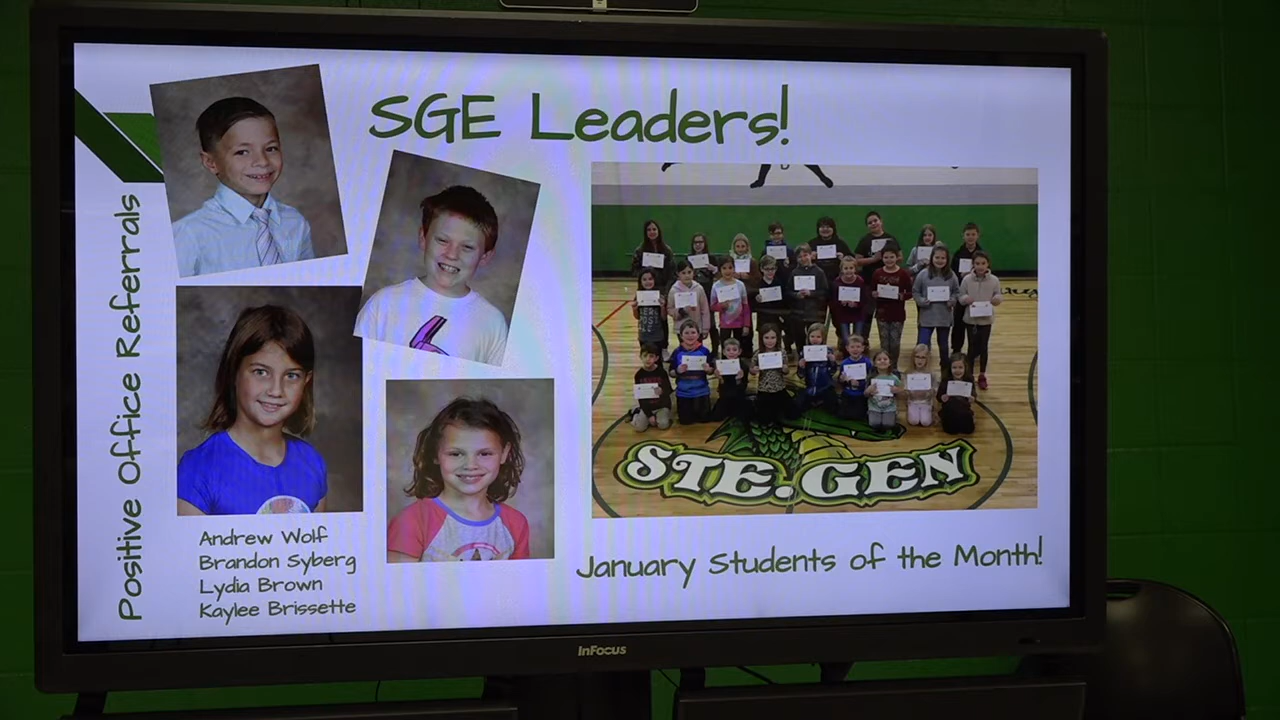 SGE Leaders!
Positive Office Referrals
Andrew Wolf
Brandon Syberg
Lydia Brown
Kaylee Brissette
STE.GEN
January Students of the Month!
InFocus